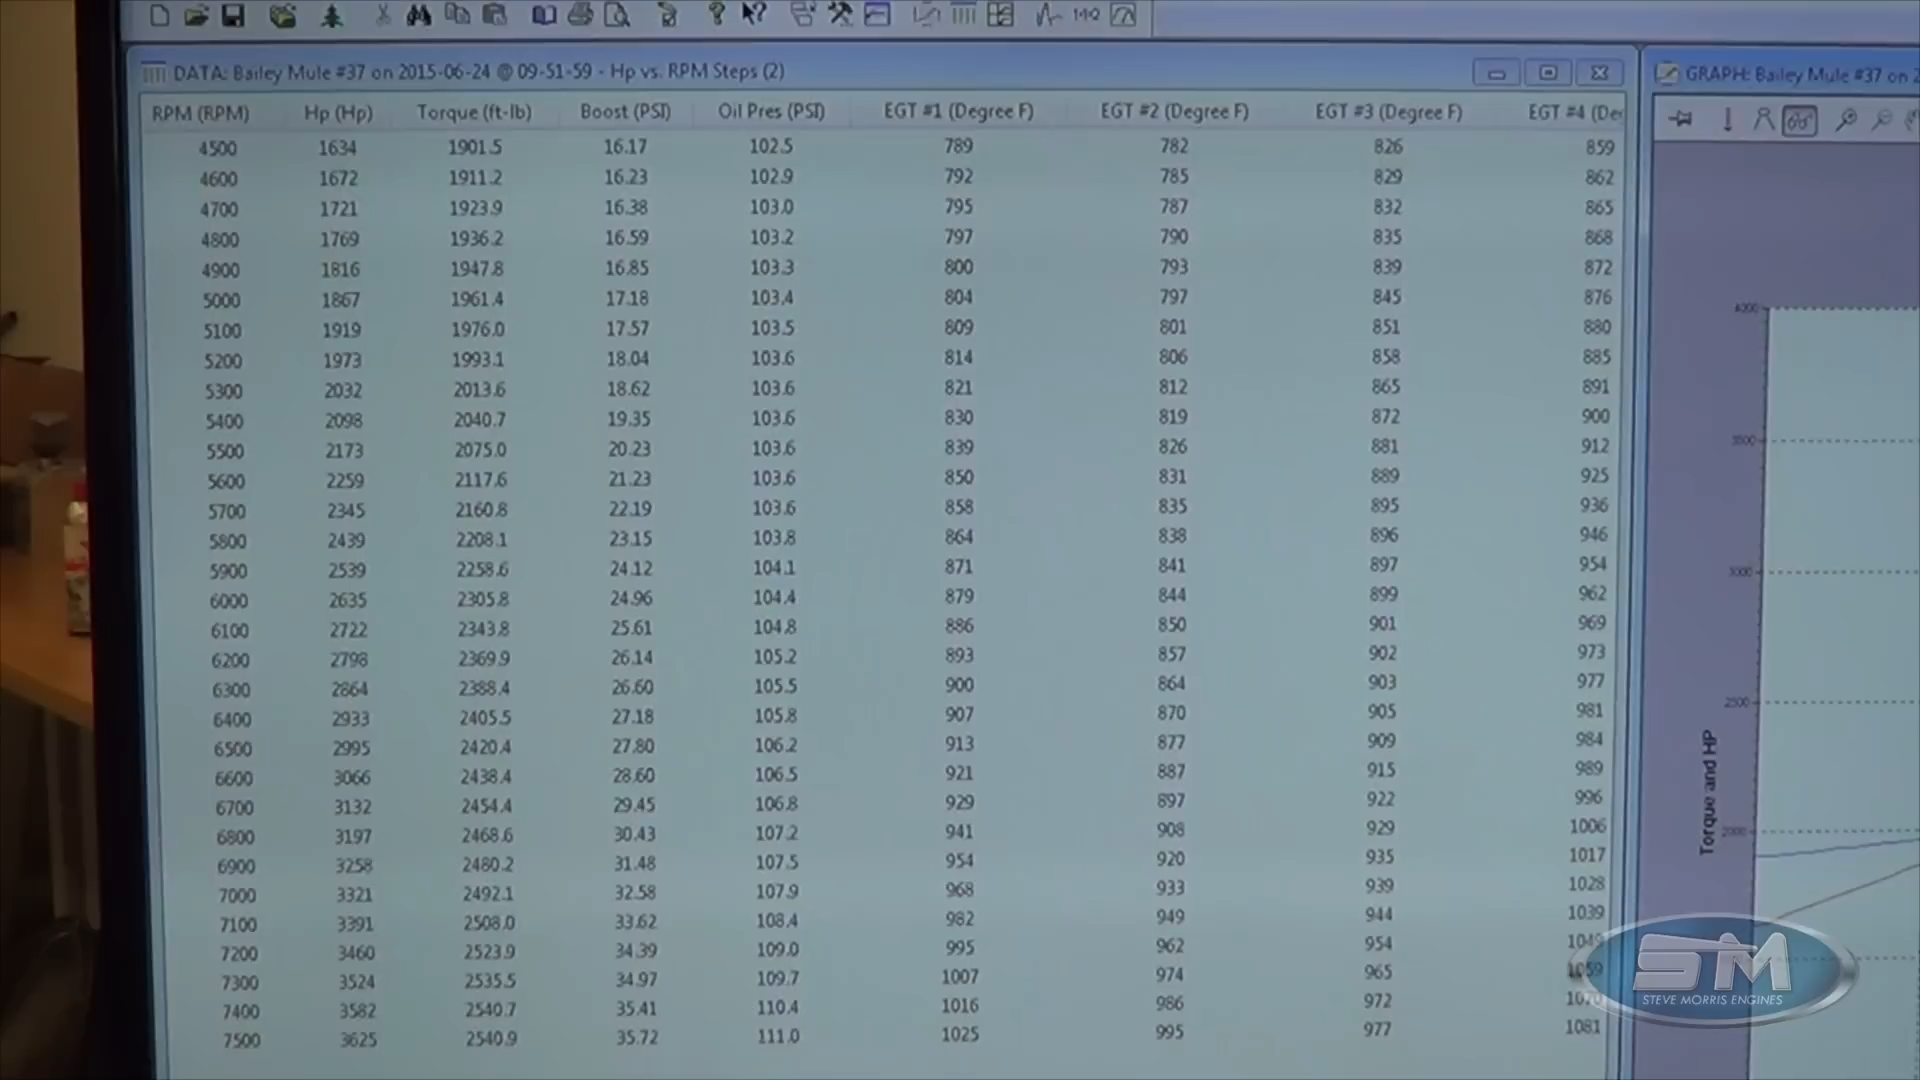 DATA: Bailey Mule #37 on 2015-06-24 @ 09-51-59 - Hp vs. RPM Steps (2)
RPM (RPM) Hp (Hp) Torque (ft-lb) Boost (PSI) Oil Pres (PSI) EGT #1 (Degree F) EGT #2 (Degree F) EGT #3 (Degree F) EGT #4 (De
4500 1634 1901.5 16.17 102.5 789 782 826 859
4600 1672 1911.2 16.23 102.9 792 785 829 862
4700 1721 1923.9 16.38 103.0 795 787 832 865
4800 1769 1936.2 16.59 103.2 797 790 835 868
4900 1816 1947.8 16.85 103.3 800 793 839 872
5000 1867 1961.4 17.18 103.4 804 797 845 876
5100 1919 1976.0 17.57 103.5 809 801 851 880
5200 1973 1993.1 18.04 103.6 814 806 858 885
5300 2032 2013.6 18.62 103.6 821 812 865 891
5400 2098 2040.7 19.35 103.6 830 819 872 900
5500 2173 2075.0 20.23 103.6 839 826 881 912
5600 2259 2117.6 21.23 103.6 850 831 889 925
5700 2345 2160.8 22.19 103.6 858 835 895 936
5800 2439 2208.1 23.15 103.8 864 838 896 946
5900 2539 2258.6 24.12 104.1 871 841 897 954
6000 2635 2305.8 24.96 104.4 879 844 899 962
6100 2722 2343.8 25.61 104.8 886 850 901 969
6200 2798 2369.9 26.14 105.2 893 857 902 973
6300 2864 2388.4 26.60 105.5 900 864 903 977
6400 2933 2405.5 27.18 105.8 907 870 905 981
6500 2995 2420.4 27.80 106.2 913 877 909 984
6600 3066 2438.4 28.60 106.5 921 887 915 989
6700 3132 2454.4 29.45 106.8 929 897 922 996
6800 3197 2468.6 30.43 107.2 941 908 929 1006
6900 3258 2480.2 31.48 107.5 954 920 935 1017
7000 3321 2492.1 32.58 107.9 968 933 939 1028
7100 3391 2508.0 33.62 108.4 982 949 944 1039
7200 3460 2523.9 34.39 109.0 995 962 954 1049
7300 3524 2535.5 34.97 109.7 1007 974 965 1059
7400 3582 2540.7 35.41 110.4 1016 986 972 1070
7500 3625 2540.9 35.72 111.0 1025 995 977 1081
GRAPH: Bailey Mule #37 on 2
4000
3500
3000
2500
2000
Torque and HP
SM
STEVE MORRIS ENGINES